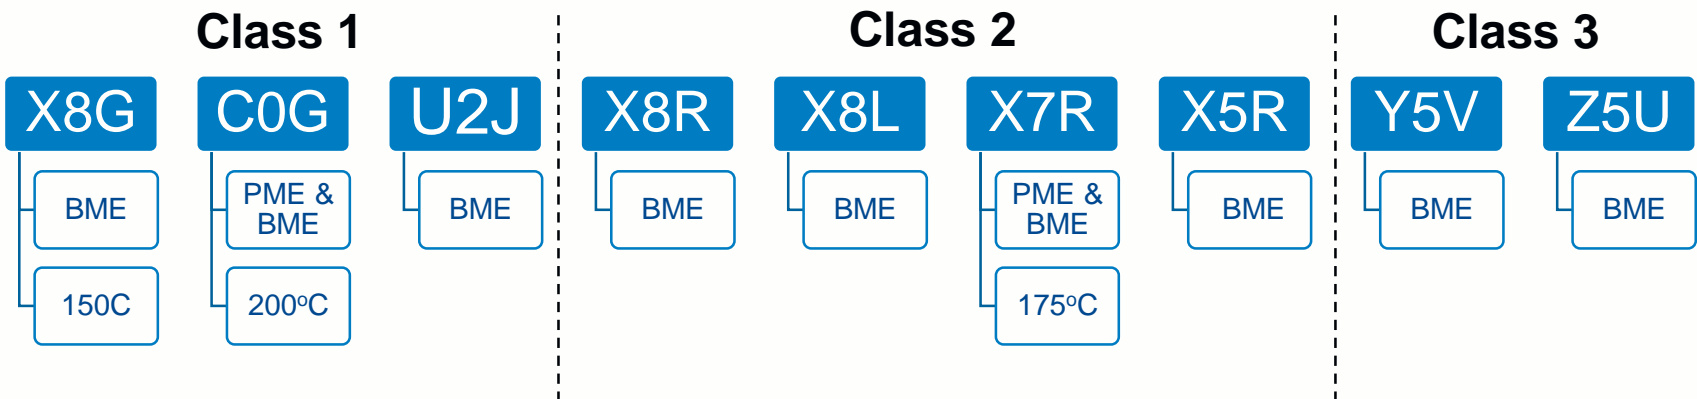 Class 1
Class 2
Class 3
X8G
C0G
U2J
X8R
X8L
X7R
X5R
Y5V
Z5U
BME
PME &
BME
BME
BME
BME
PME &
BME
BME
BME
BME
150C
200ºC
175ºC